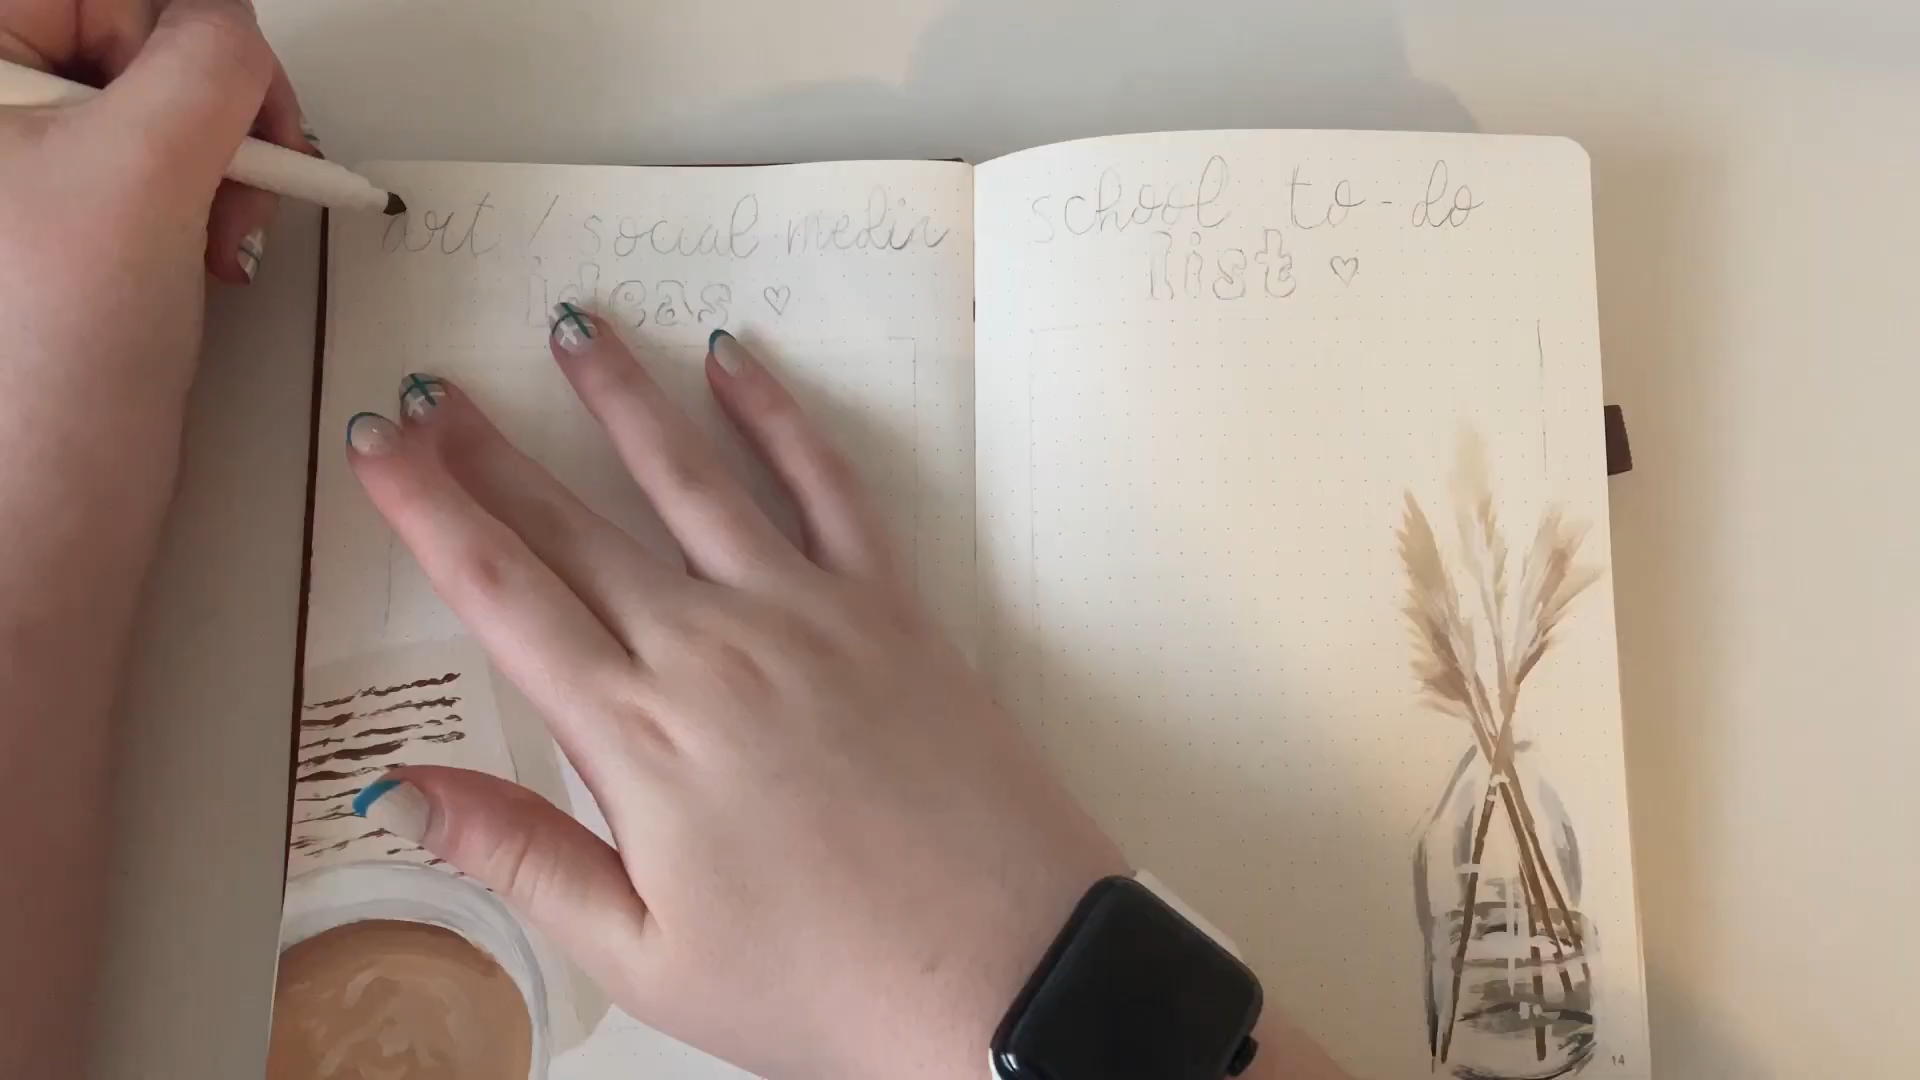 art / social media
ideas ♡
school to-do
list ♡
14